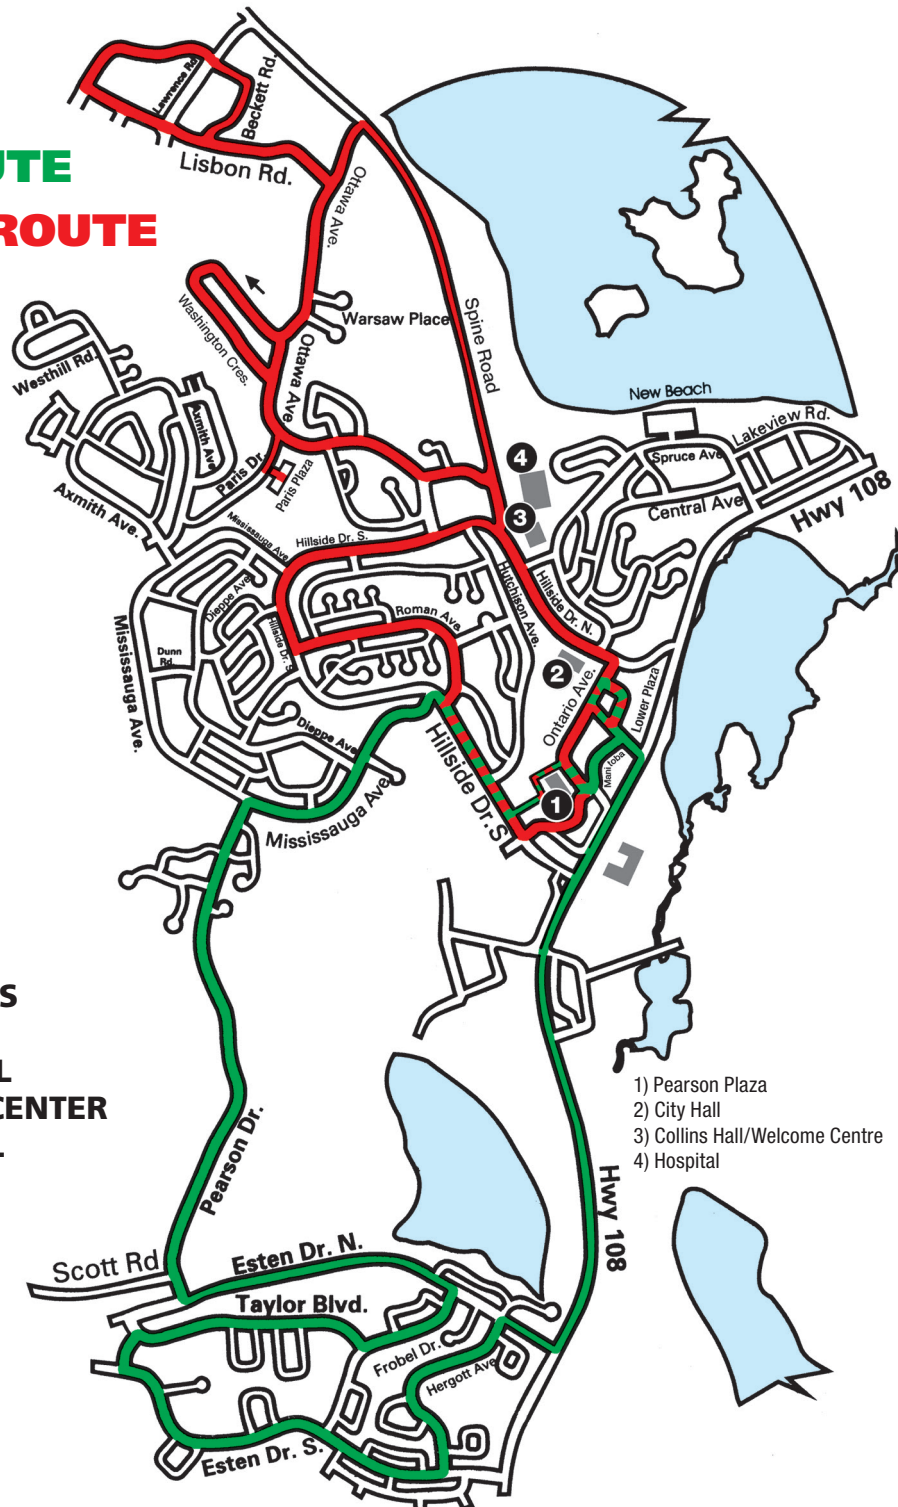 UTE
ROUTE
Lawrence Rd.
Beckett Rd.
Lisbon Rd.
Ottawa Ave.
Washington Cres.
Warsaw Place
Spine Road
Ottawa Ave
Westhill Rd.
Axmith Ave
New Beach
Lakeview Rd.
Spruce Ave
Paris Dr.
Paris Plaza
4
Axmith Ave.
Central Ave
Hwy 108
3
Mississauga Ave
Hillside Dr. S.
Hutchison Ave.
Hillside Dr. N.
Dieppe Ave
Roman Ave
Mississauga Ave.
Dunn
Rd.
Hillside Dr. S
2
Ontario Ave.
Lower Plaza
Dieppe Ave
Hillside Dr. S
Manitoba
1
Mississauga Ave
S
L
CENTER
1) Pearson Plaza
2) City Hall
3) Collins Hall/Welcome Centre
4) Hospital
Pearson Dr.
Hwy 108
Scott Rd
Esten Dr. N.
Taylor Blvd.
Frobel Dr.
Hergott Ave
Esten Dr. S.